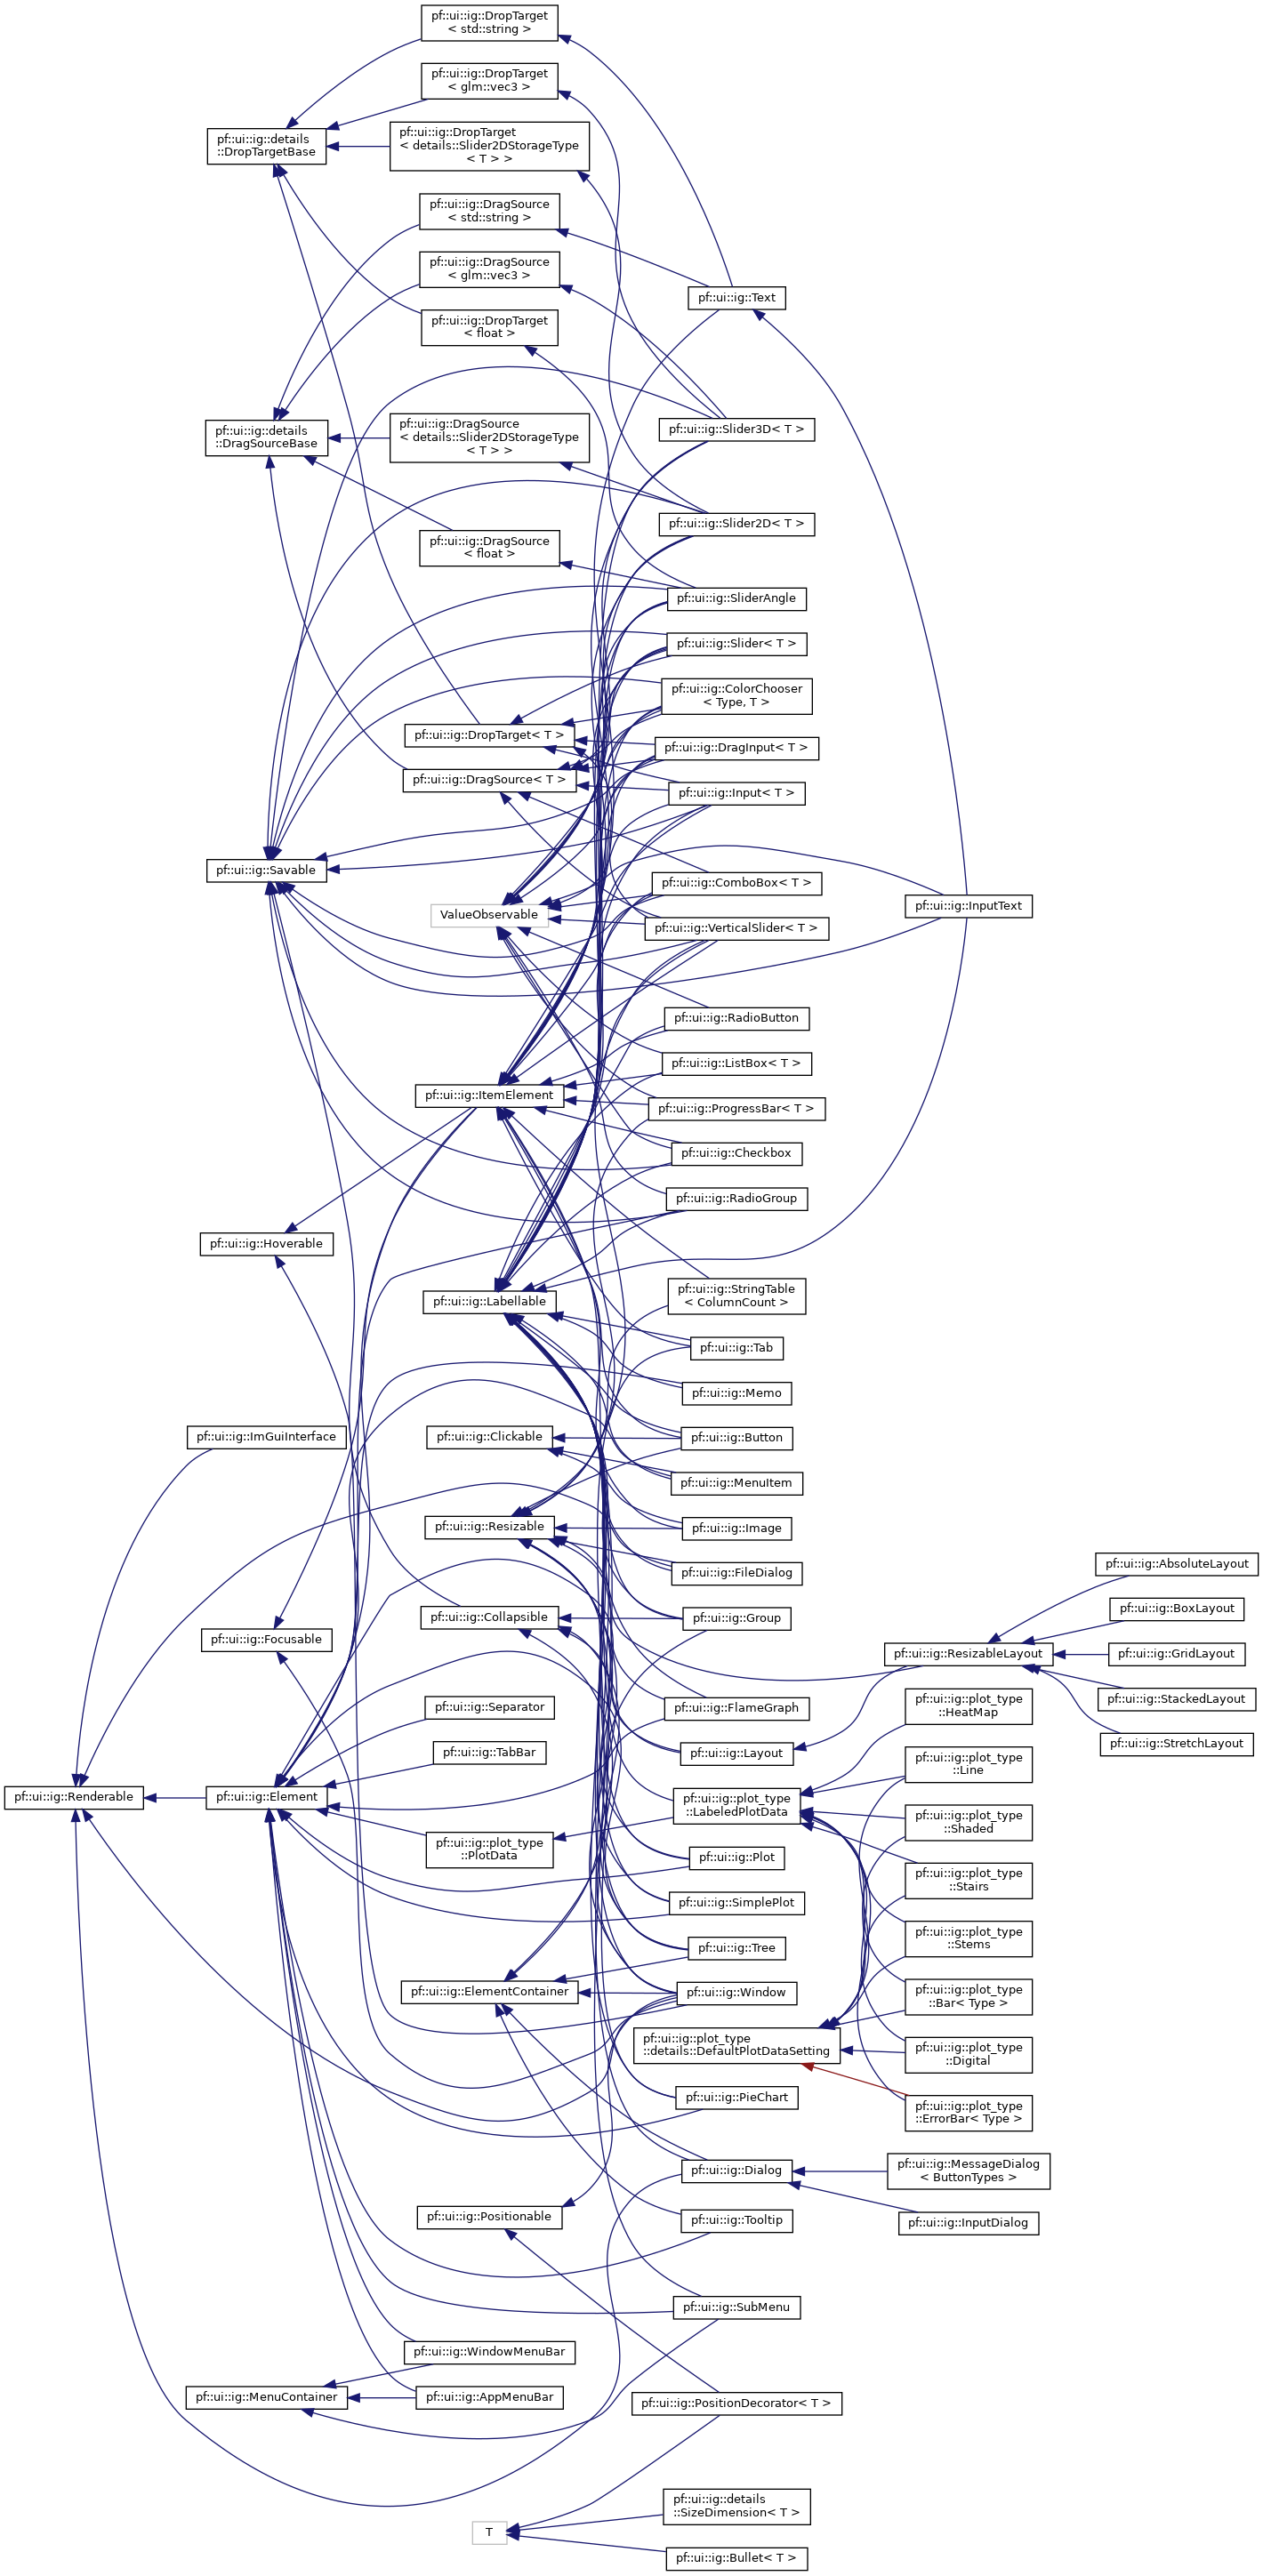 pf::ui::ig::DropTarget
< std::string >
pf::ui::ig::DropTarget
< glm::vec3 >
pf::ui::ig::details
::DropTargetBase
pf::ui::ig::DropTarget
< details::Slider2DStorageType
< T > >
pf::ui::ig::DragSource
< std::string >
pf::ui::ig::DragSource
< glm::vec3 >
pf::ui::ig::Text
pf::ui::ig::DropTarget
< float >
pf::ui::ig::details
::DragSourceBase
pf::ui::ig::DragSource
< details::Slider2DStorageType
< T > >
pf::ui::ig::Slider3D< T >
pf::ui::ig::Slider2D< T >
pf::ui::ig::DragSource
< float >
pf::ui::ig::SliderAngle
pf::ui::ig::Slider< T >
pf::ui::ig::ColorChooser
< Type, T >
pf::ui::ig::DropTarget< T >
pf::ui::ig::DragInput< T >
pf::ui::ig::DragSource< T >
pf::ui::ig::Input< T >
pf::ui::ig::Savable
pf::ui::ig::ComboBox< T >
ValueObservable
pf::ui::ig::InputText
pf::ui::ig::VerticalSlider< T >
pf::ui::ig::RadioButton
pf::ui::ig::ListBox< T >
pf::ui::ig::ItemElement
pf::ui::ig::ProgressBar< T >
pf::ui::ig::Checkbox
pf::ui::ig::RadioGroup
pf::ui::ig::Hoverable
pf::ui::ig::StringTable
< ColumnCount >
pf::ui::ig::Labellable
pf::ui::ig::Tab
pf::ui::ig::Memo
pf::ui::ig::ImGuiInterface
pf::ui::ig::Clickable
pf::ui::ig::Button
pf::ui::ig::MenuItem
pf::ui::ig::Resizable
pf::ui::ig::Image
pf::ui::ig::FileDialog
pf::ui::ig::AbsoluteLayout
pf::ui::ig::BoxLayout
pf::ui::ig::Collapsible
pf::ui::ig::Group
pf::ui::ig::Focusable
pf::ui::ig::ResizableLayout
pf::ui::ig::GridLayout
pf::ui::ig::StackedLayout
pf::ui::ig::Separator
pf::ui::ig::FlameGraph
pf::ui::ig::plot_type
::HeatMap
pf::ui::ig::StretchLayout
pf::ui::ig::TabBar
pf::ui::ig::Layout
pf::ui::ig::plot_type
::Line
pf::ui::ig::Renderable
pf::ui::ig::Element
pf::ui::ig::plot_type
::LabeledPlotData
pf::ui::ig::plot_type
::Shaded
pf::ui::ig::plot_type
::PlotData
pf::ui::ig::Plot
pf::ui::ig::plot_type
::Stairs
pf::ui::ig::SimplePlot
pf::ui::ig::plot_type
::Stems
pf::ui::ig::Tree
pf::ui::ig::ElementContainer
pf::ui::ig::Window
pf::ui::ig::plot_type
::Bar< Type >
pf::ui::ig::plot_type
::details::DefaultPlotDataSetting
pf::ui::ig::plot_type
::Digital
pf::ui::ig::PieChart
pf::ui::ig::plot_type
::ErrorBar< Type >
pf::ui::ig::Dialog
pf::ui::ig::MessageDialog
< ButtonTypes >
pf::ui::ig::Positionable
pf::ui::ig::Tooltip
pf::ui::ig::InputDialog
pf::ui::ig::SubMenu
pf::ui::ig::WindowMenuBar
pf::ui::ig::MenuContainer
pf::ui::ig::AppMenuBar
pf::ui::ig::PositionDecorator< T >
pf::ui::ig::details
::SizeDimension< T >
T
pf::ui::ig::Bullet< T >